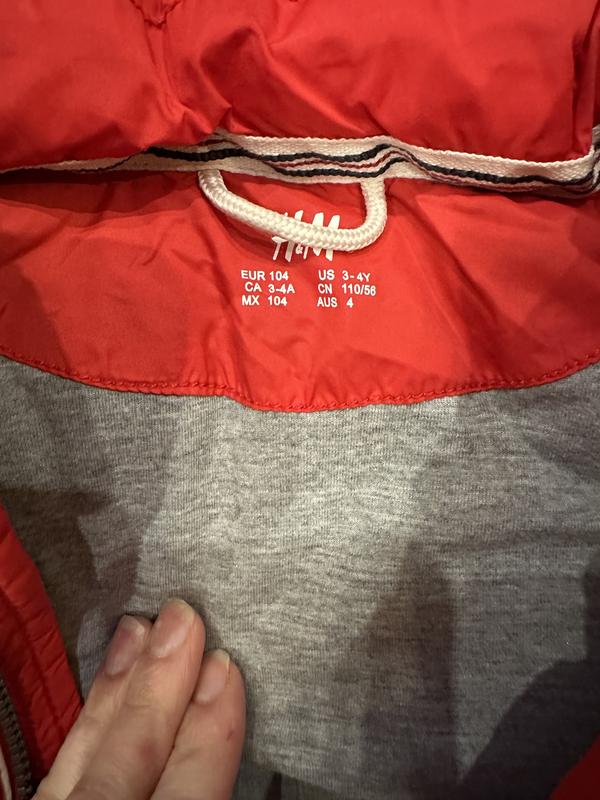 H&M
EUR 104 US 3-4Y
CA 3-4A CN 110/56
MX 104 AUS 4